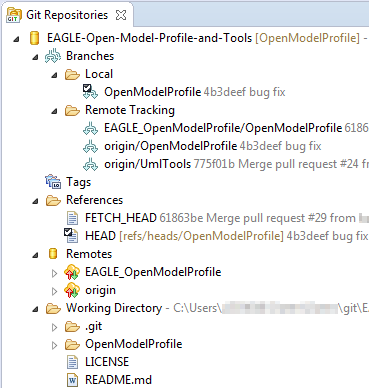 Git Repositories
EAGLE-Open-Model-Profile-and-Tools [OpenModelProfile] -
Branches
Local
OpenModelProfile 4b3deef bug fix
Remote Tracking
EAGLE_OpenModelProfile/OpenModelProfile 6186
origin/OpenModelProfile 4b3deef bug fix
origin/UmlTools 775f01b Merge pull request #24 fr
Tags
References
FETCH_HEAD 61863be Merge pull request #29 from
HEAD [refs/heads/OpenModelProfile] 4b3deef bug fix
Remotes
EAGLE_OpenModelProfile
origin
Working Directory - C:\Users\ \git\E
.git
OpenModelProfile
LICENSE
README.md